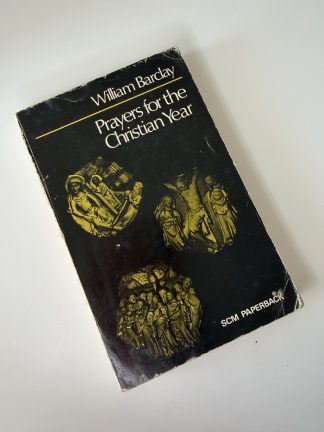 William Barclay
Prayers for the
Christian Year
SCM PAPERBACK